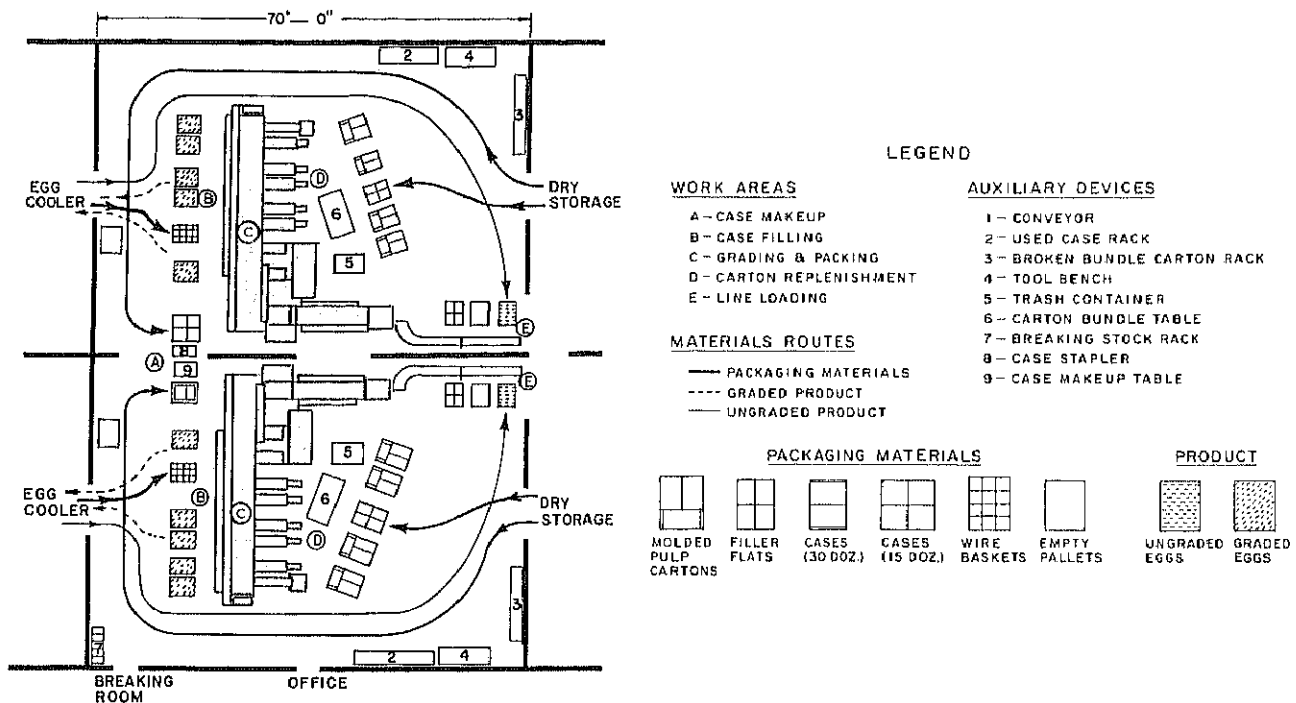 70'— 0"
2
4
3
EGG
COOLER
B
D
6
C
5
DRY
STORAGE
E
A
8
9
E
5
6
EGG
COOLER
B
C
D
DRY
STORAGE
3
7
2
4
BREAKING
ROOM
OFFICE
LEGEND
WORK AREAS
A – CASE MAKEUP
B – CASE FILLING
C – GRADING & PACKING
D – CARTON REPLENISHMENT
E – LINE LOADING
MATERIALS ROUTES
PACKAGING MATERIALS
GRADED PRODUCT
UNGRADED PRODUCT
AUXILIARY DEVICES
1 – CONVEYOR
2 – USED CASE RACK
3 – BROKEN BUNDLE CARTON RACK
4 – TOOL BENCH
5 – TRASH CONTAINER
6 – CARTON BUNDLE TABLE
7 – BREAKING STOCK RACK
8 – CASE STAPLER
9 – CASE MAKEUP TABLE
PACKAGING MATERIALS
MOLDED
PULP
CARTONS
FILLER
FLATS
CASES
(30 DOZ.)
CASES
(15 DOZ.)
WIRE
BASKETS
EMPTY
PALLETS
PRODUCT
UNGRADED
EGGS
GRADED
EGGS